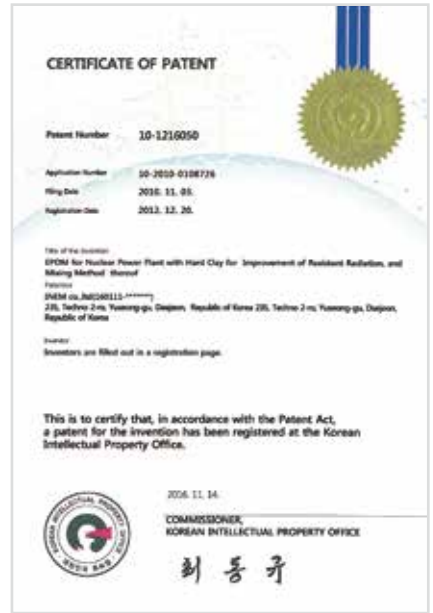 CERTIFICATE OF PATENT
Patent Number 10-1216050
Application Number 10-2010-0108726
Filing Date 2010. 11. 03.
Registration Date 2012. 12. 20.
Title of the Invention
EPDM for Nuclear Power Plant with Hard Clay for Improvement of Resistant Radiation, and
Mixing Method thereof
Patentee
235, Techno 2-ro, Yuseong-gu, Daejeon, Republic of Korea 235, Techno 2-ro, Yuseong-gu, Daejeon,
Republic of Korea
Inventor
Inventors are filled out in a registration page.
This is to certify that, in accordance with the Patent Act,
a patent for the invention has been registered at the Korean
Intellectual Property Office.
2016. 11. 14.
COMMISSIONER,
KOREAN INTELLECTUAL PROPERTY OFFICE
최동규
KOREAN INTELLECTUAL PROPERTY OFFICE